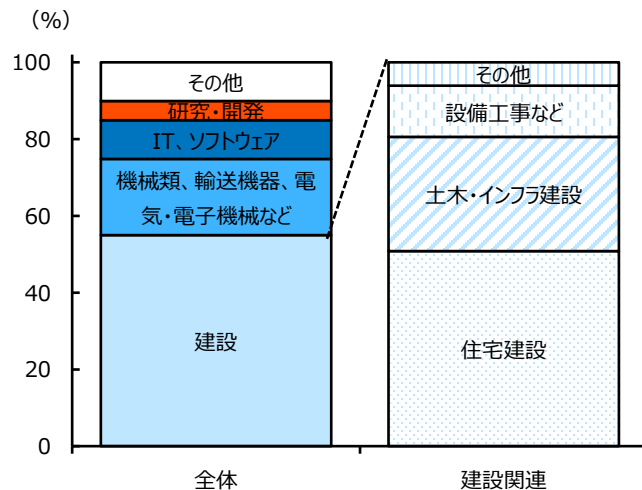 （%）
100
80
60
40
20
0
その他
研究・開発
IT、ソフトウェア
機械類、輸送機器、電
気・電子機械など
建設
その他
設備工事など
土木・インフラ建設
住宅建設
全体
建設関連